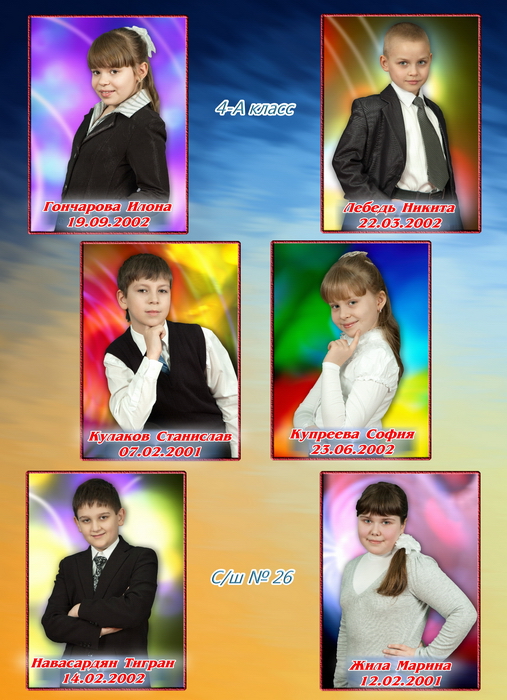 4-А класс
Гончарова Илона
19.09.2002
Лебедь Никита
22.03.2002
Кулаков Станислав
07.02.2001
Купреева София
23.06.2002
С/ш № 26
Навасардян Тигран
14.02.2002
Жила Марина
12.02.2001